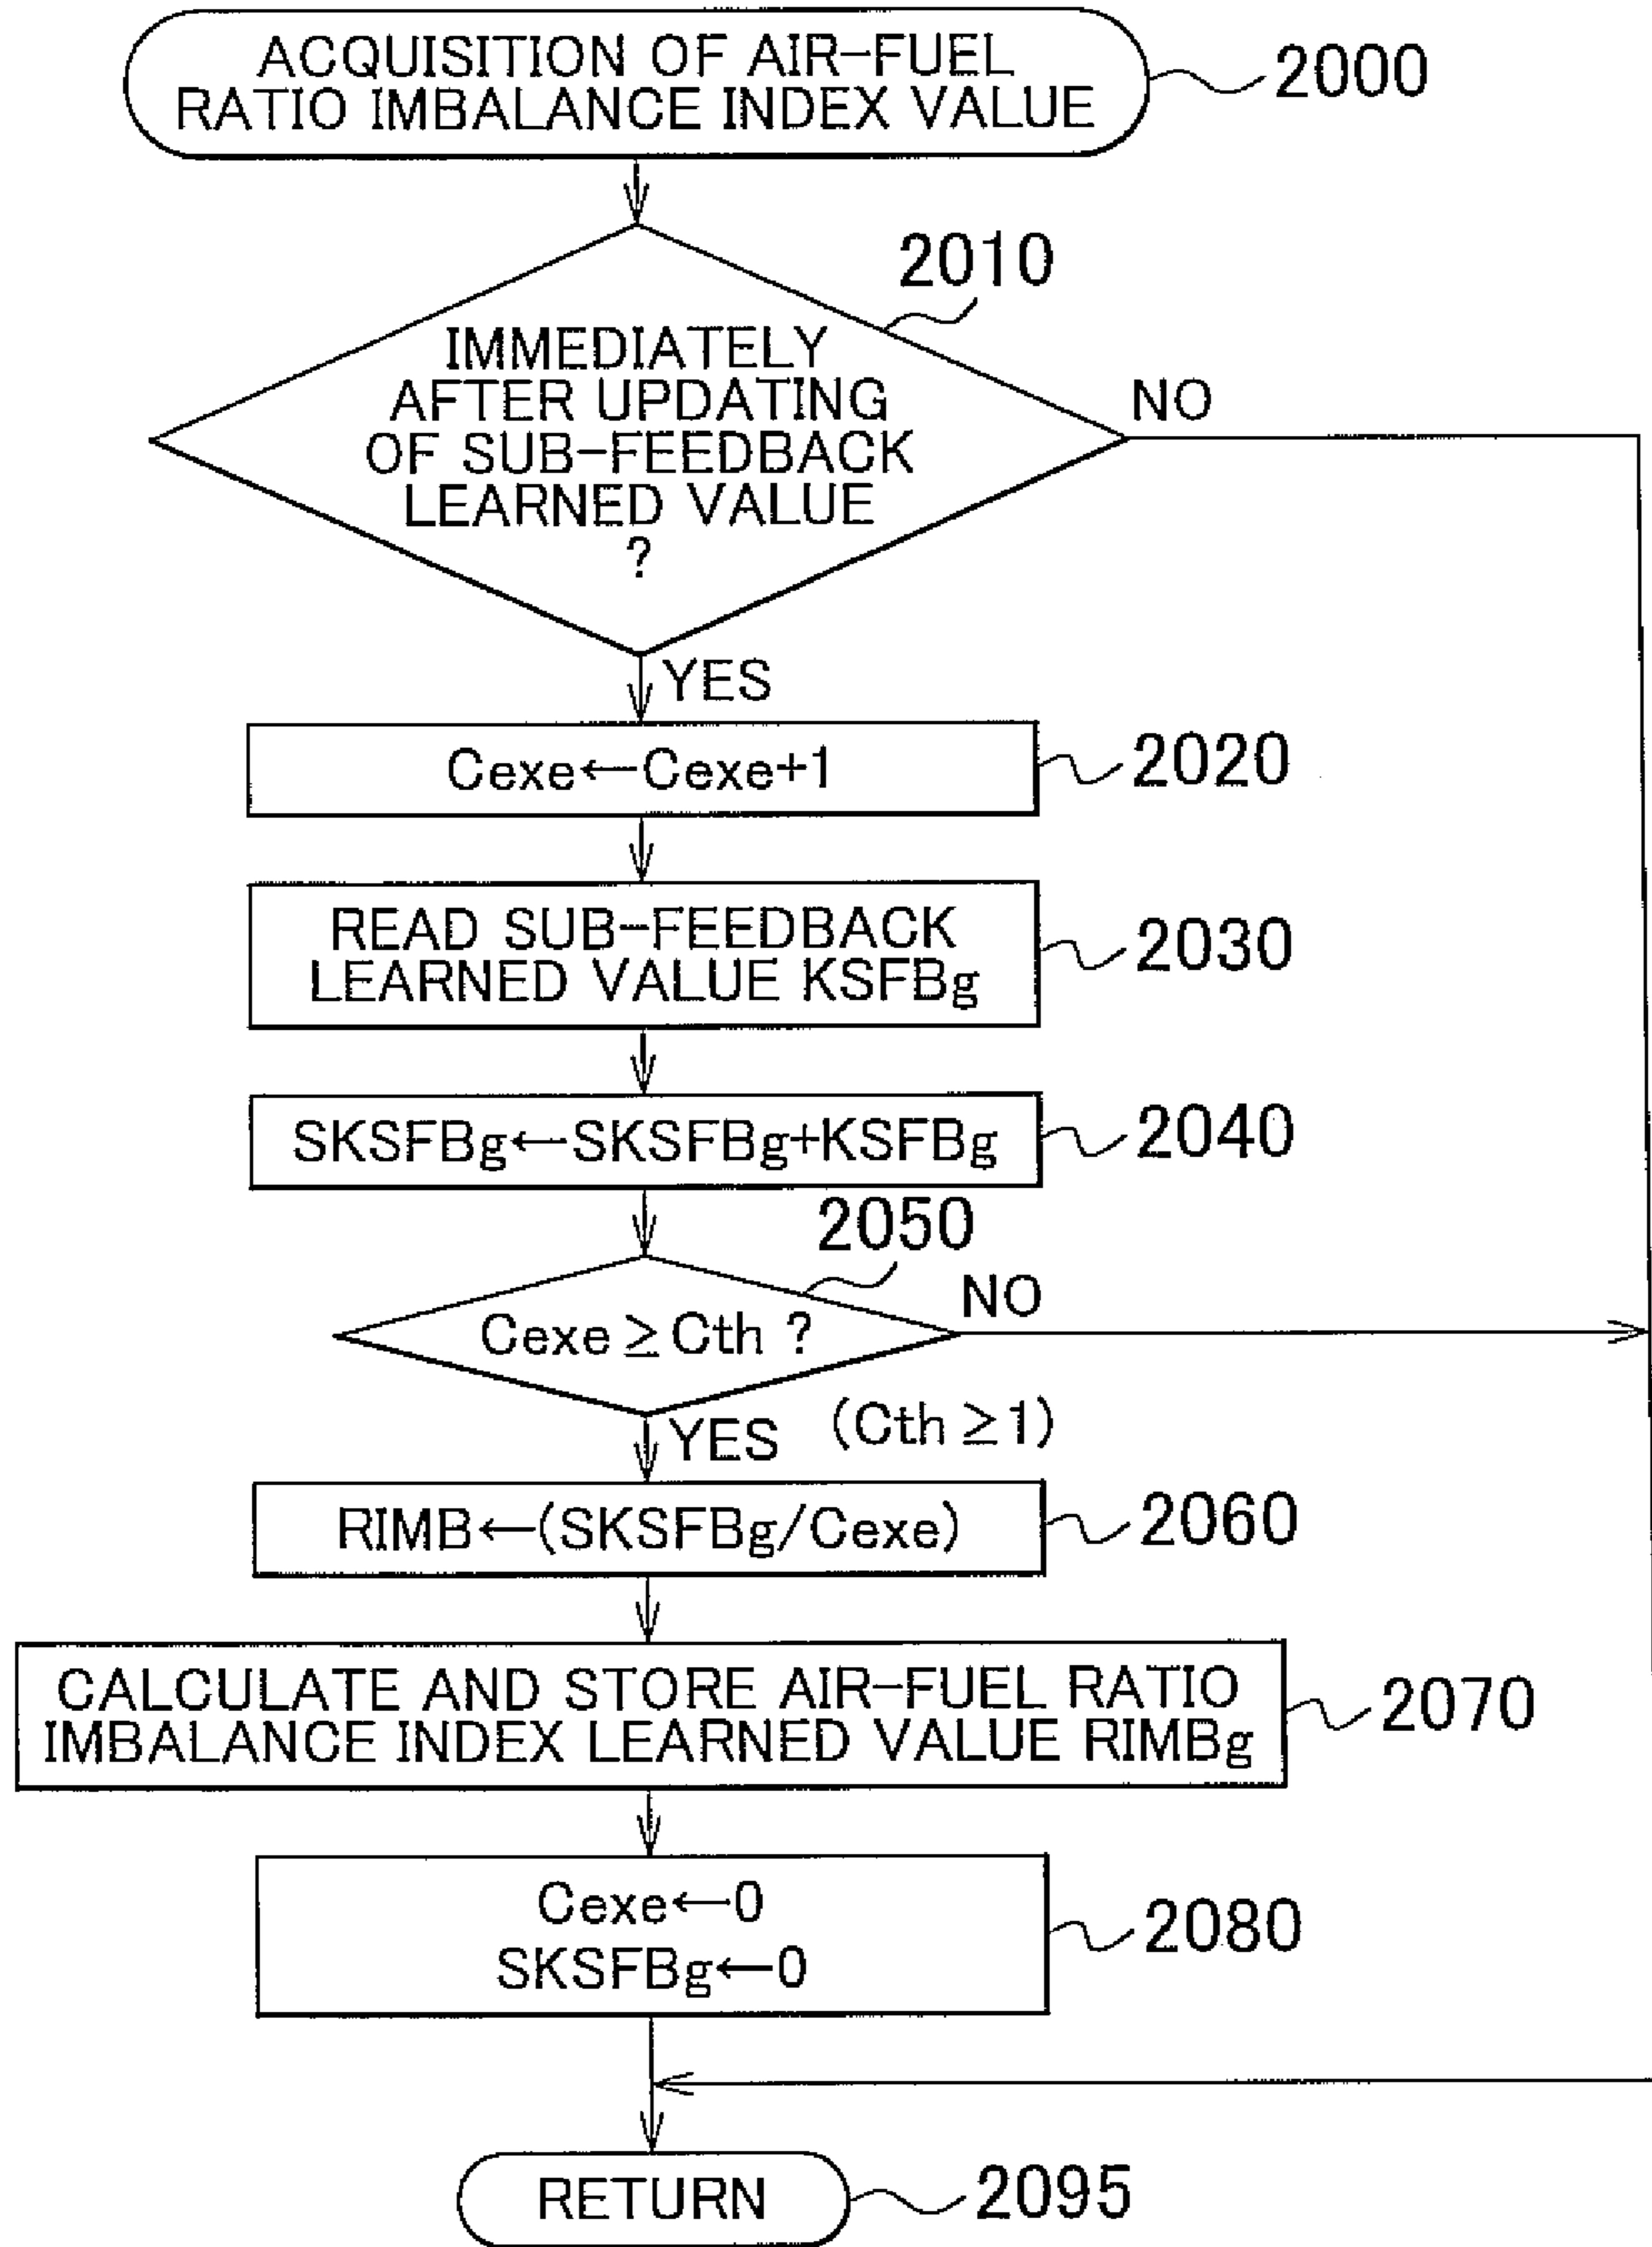 ACQUISITION OF AIR-FUEL
RATIO IMBALANCE INDEX VALUE
2000
2010
IMMEDIATELY
AFTER UPDATING
OF SUB-FEEDBACK
LEARNED VALUE
?
NO
YES
Cexe←Cexe+1
2020
READ SUB-FEEDBACK
LEARNED VALUE KSFBg
2030
SKSFBg←SKSFBg+KSFBg
2040
2050
Cexe≥Cth ?
NO
YES (Cth≥1)
RIMB←(SKSFBg/Cexe)
2060
CALCULATE AND STORE AIR-FUEL RATIO
IMBALANCE INDEX LEARNED VALUE RIMBg
2070
Cexe←0
SKSFBg←0
2080
RETURN
2095